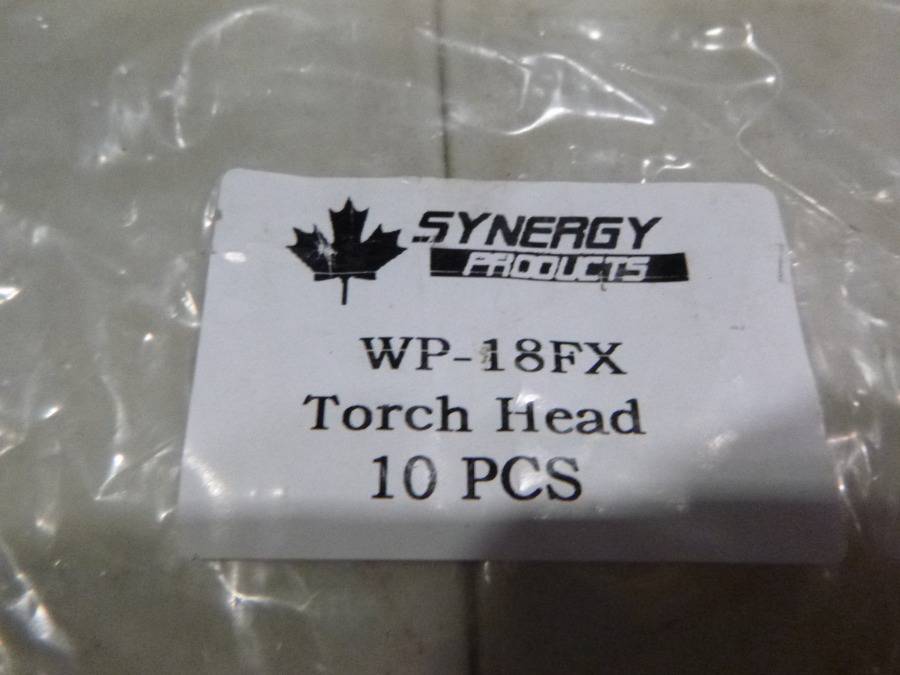 SYNERGY
PRODUCTS
WP-18FX
Torch Head
10 PCS